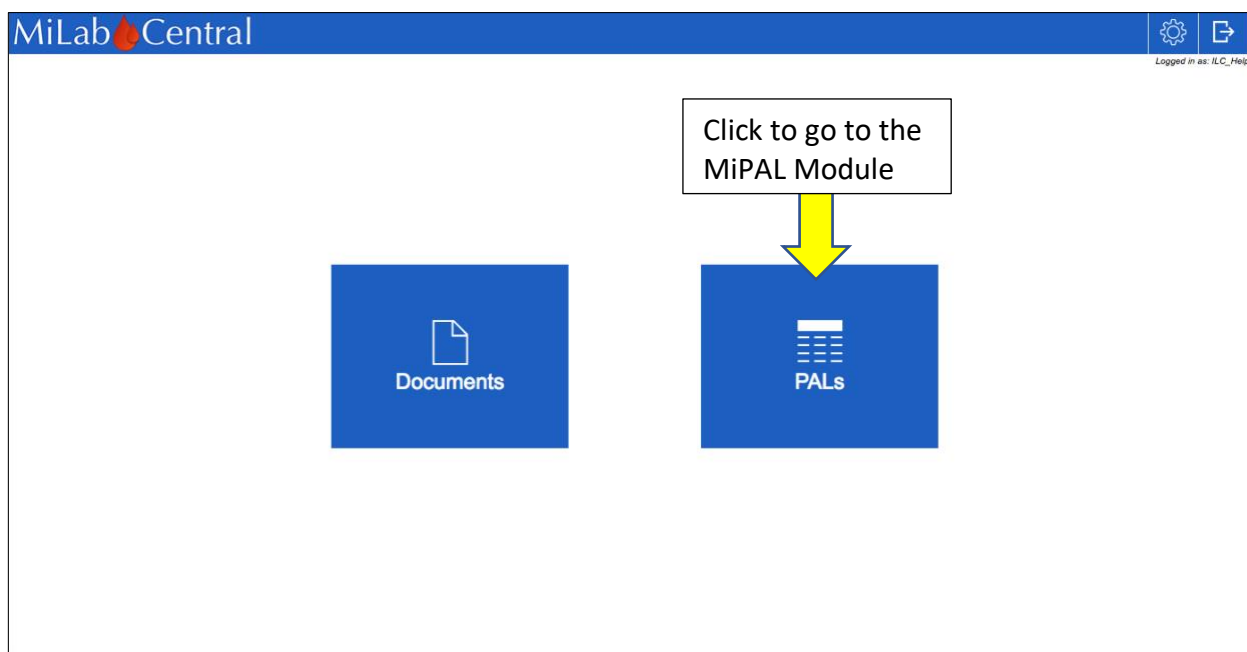 MiLab Central
Logged in as: ILC_Help
Click to go to the
MiPAL Module
Documents
PALs